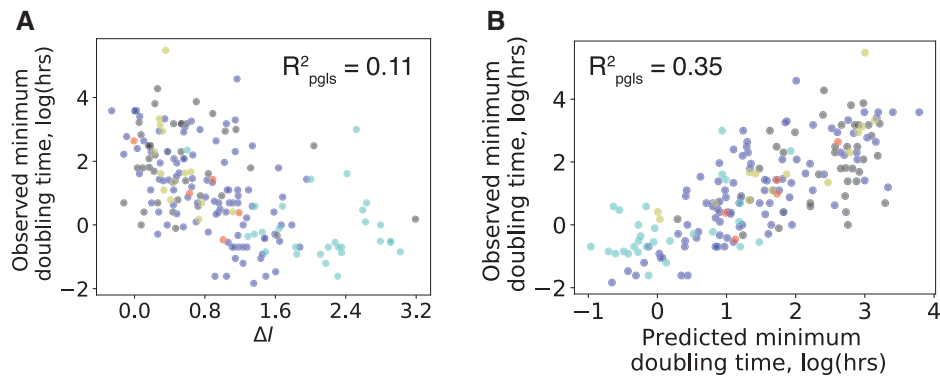 A
Observed minimum
doubling time, log(hrs)
4
2
0
−2
R²pgls = 0.11
0.0 0.8 1.6 2.4 3.2
ΔI
B
Observed minimum
doubling time, log(hrs)
4
2
0
−2
R²pgls = 0.35
−1 0 1 2 3 4
Predicted minimum
doubling time, log(hrs)